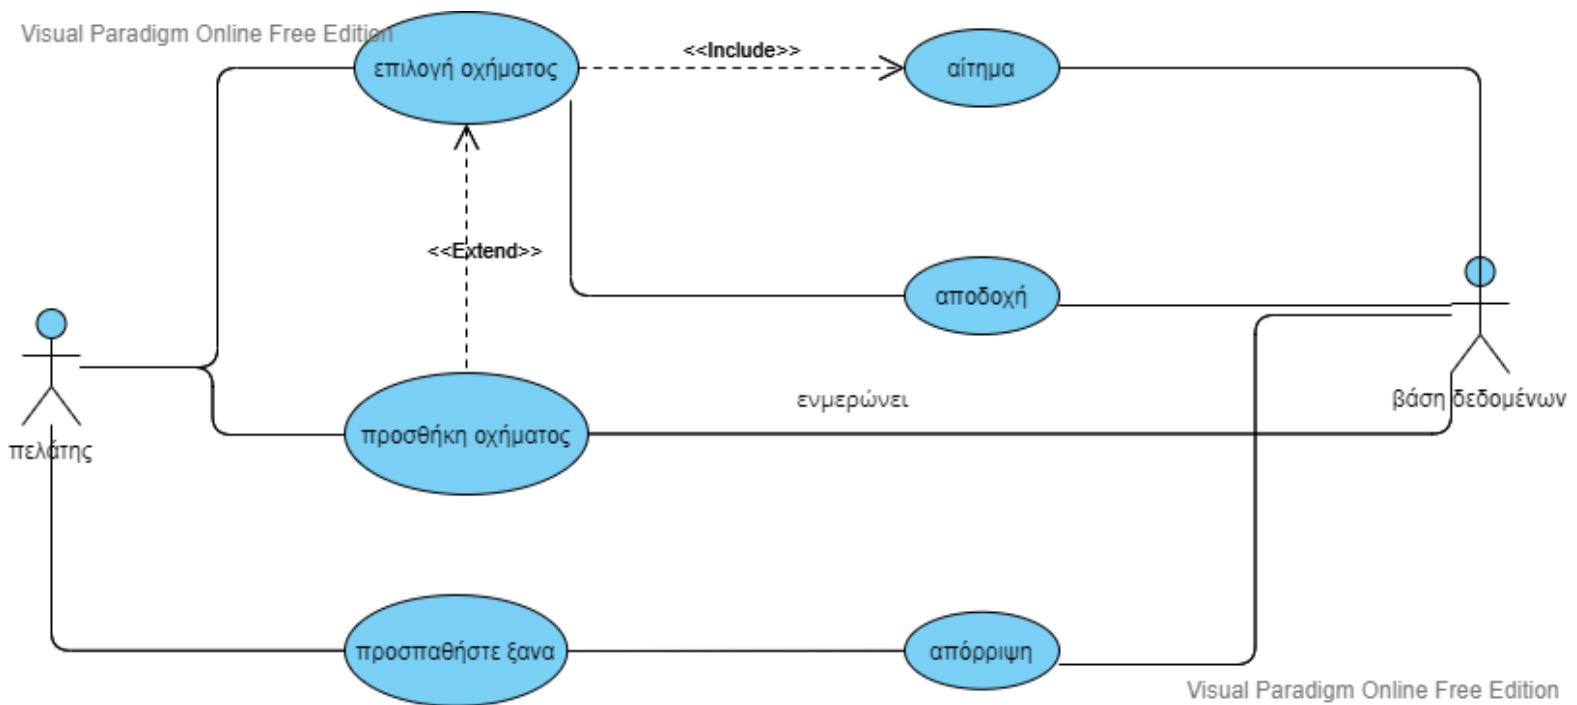 Visual Paradigm Online Free Edition
επιλογή οχήματος
<<Include>>
αίτημα
<<Extend>>
αποδοχή
πελάτης
προσθήκη οχήματος
ενμερώνει
βάση δεδομένων
προσπαθήστε ξανα
απόρριψη
Visual Paradigm Online Free Edition